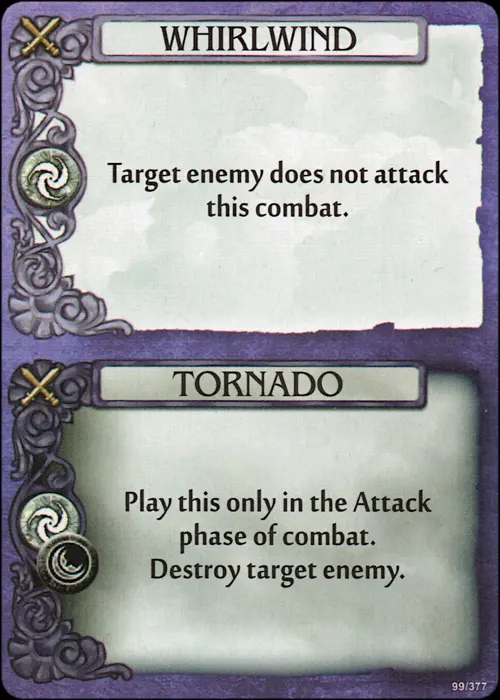 WHIRLWIND
Target enemy does not attack
this combat.
TORNADO
Play this only in the Attack
phase of combat.
Destroy target enemy.
99/377